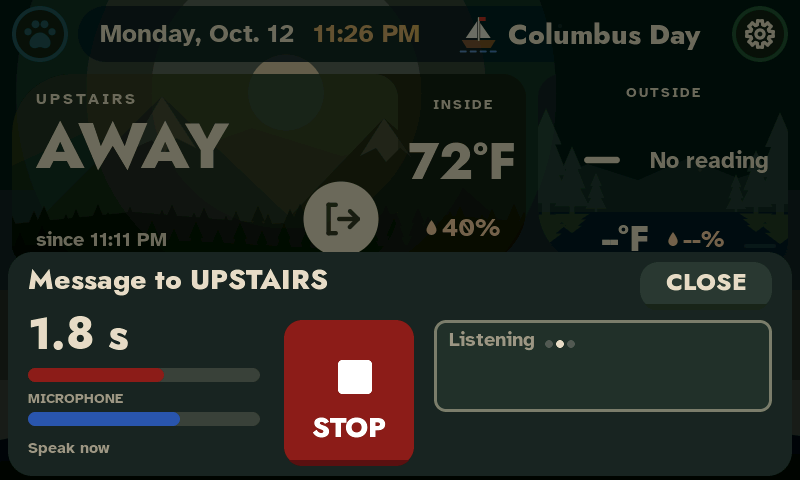 Monday, Oct. 12 11:26 PM
Columbus Day
UPSTAIRS
AWAY
since 11:11 PM
INSIDE
72°F
40%
OUTSIDE
No reading
--°F
--%
Message to UPSTAIRS
CLOSE
1.8 s
MICROPHONE
Speak now
STOP
Listening